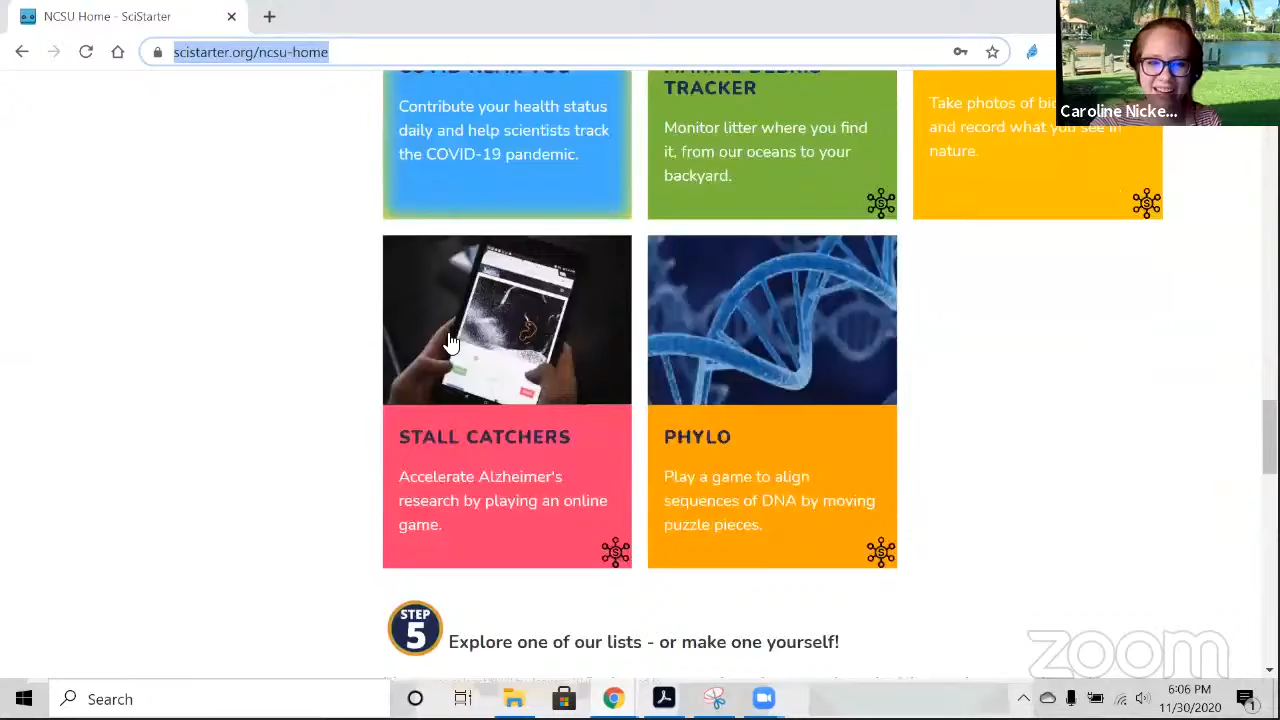 NCSU Home - SciStarter
scistarter.org/ncsu-home
Caroline Nicke...
TRACKER
Contribute your health status
daily and help scientists track
the COVID-19 pandemic.
Monitor litter where you find
it, from our oceans to your
backyard.
Take photos of
and record what you see in
nature.
STALL CATCHERS
Accelerate Alzheimer's
research by playing an online
game.
PHYLO
Play a game to align
sequences of DNA by moving
puzzle pieces.
STEP
5
Explore one of our lists - or make one yourself!
zoom
Search
6:06 PM
11/30/2020
1